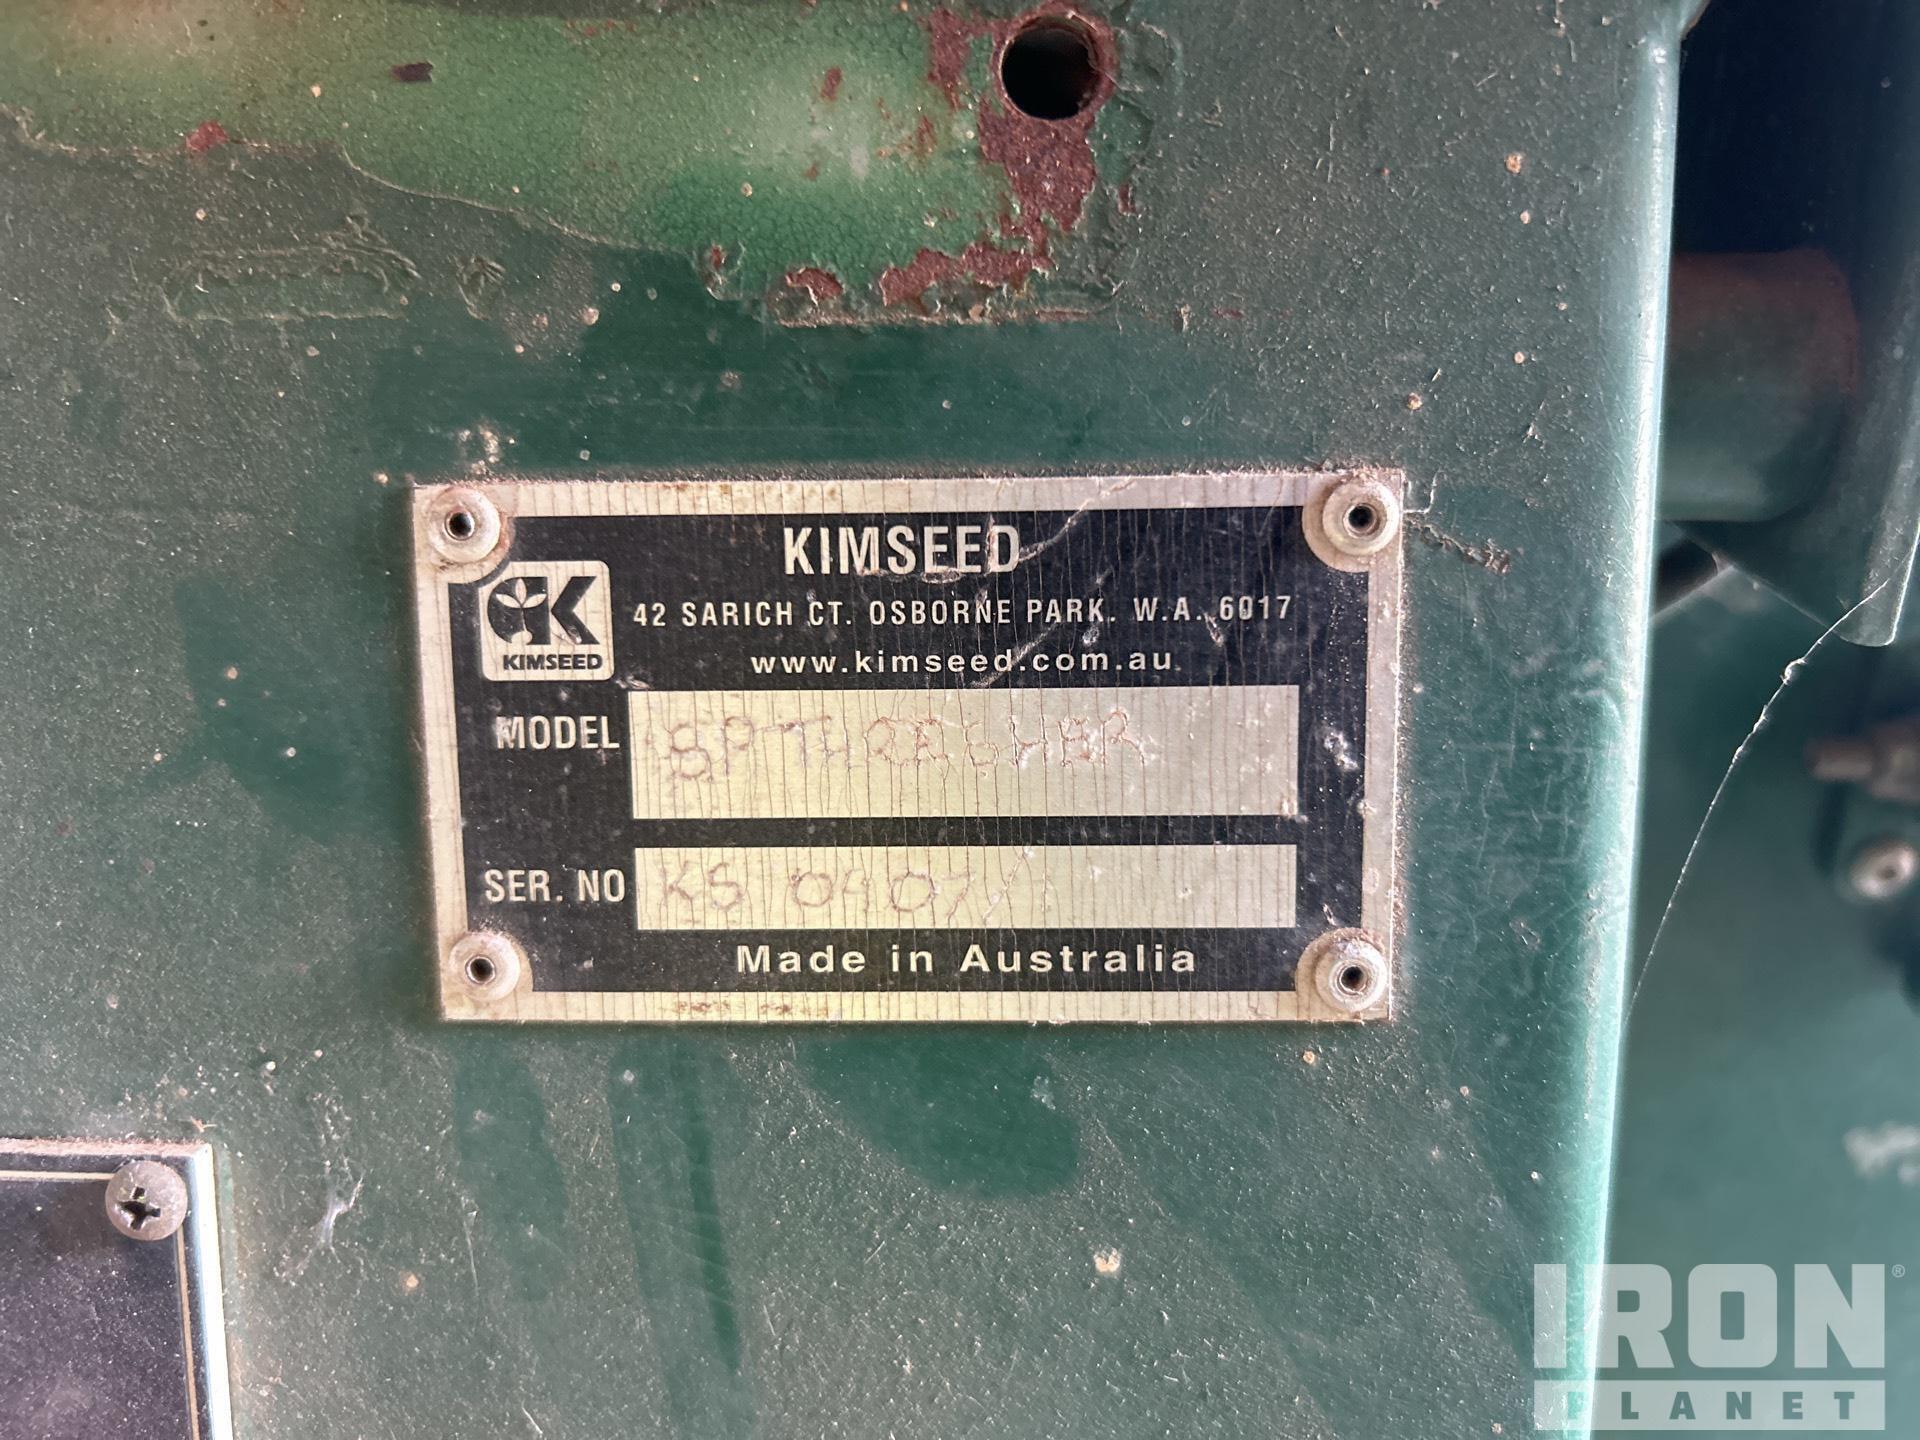 KIMSEED
42 SARICH CT. OSBORNE PARK. W.A. 6017
www.kimseed.com.au
KIMSEED
MODEL SP THRESHER
SER. NO KS 0407
Made in Australia
IRON
PLANET